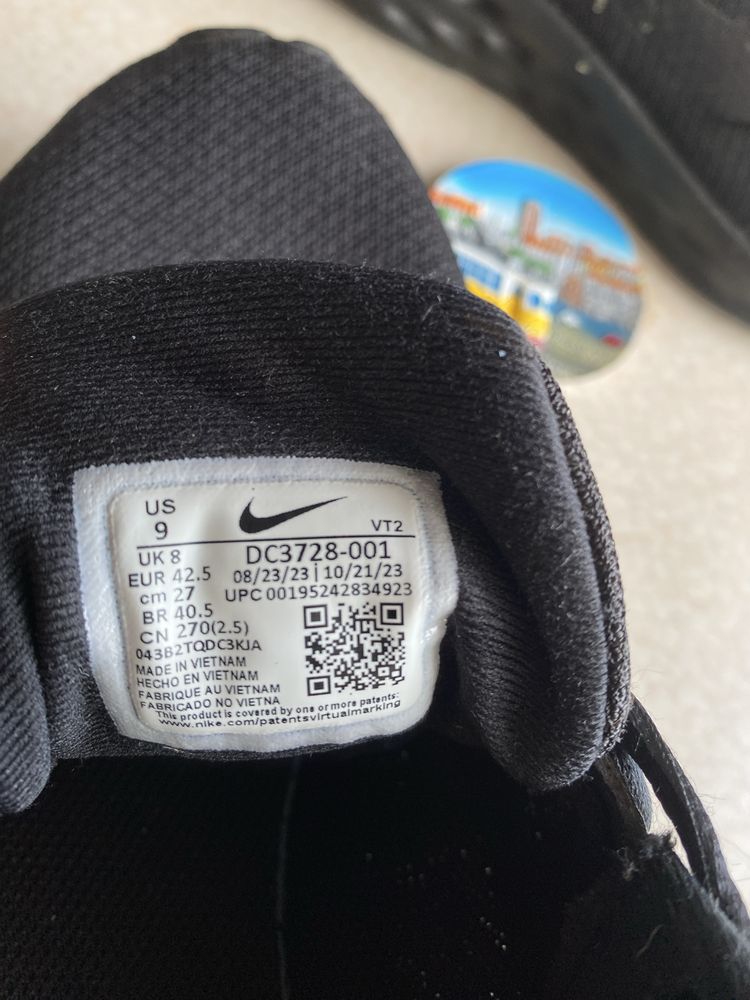 US
9
VT2
UK 8
EUR 42.5
cm 27
BR 40.5
CN 270(2.5)
DC3728-001
08/23/23 | 10/21/23
UPC 00195242834923
043B2TQDC3KJA
MADE IN VIETNAM
HECHO EN VIETNAM
FABRIQUE AU VIETNAM
FABRICADO NO VIETNA
This product is covered by one or more patents:
www.nike.com/patentsvirtualmarking